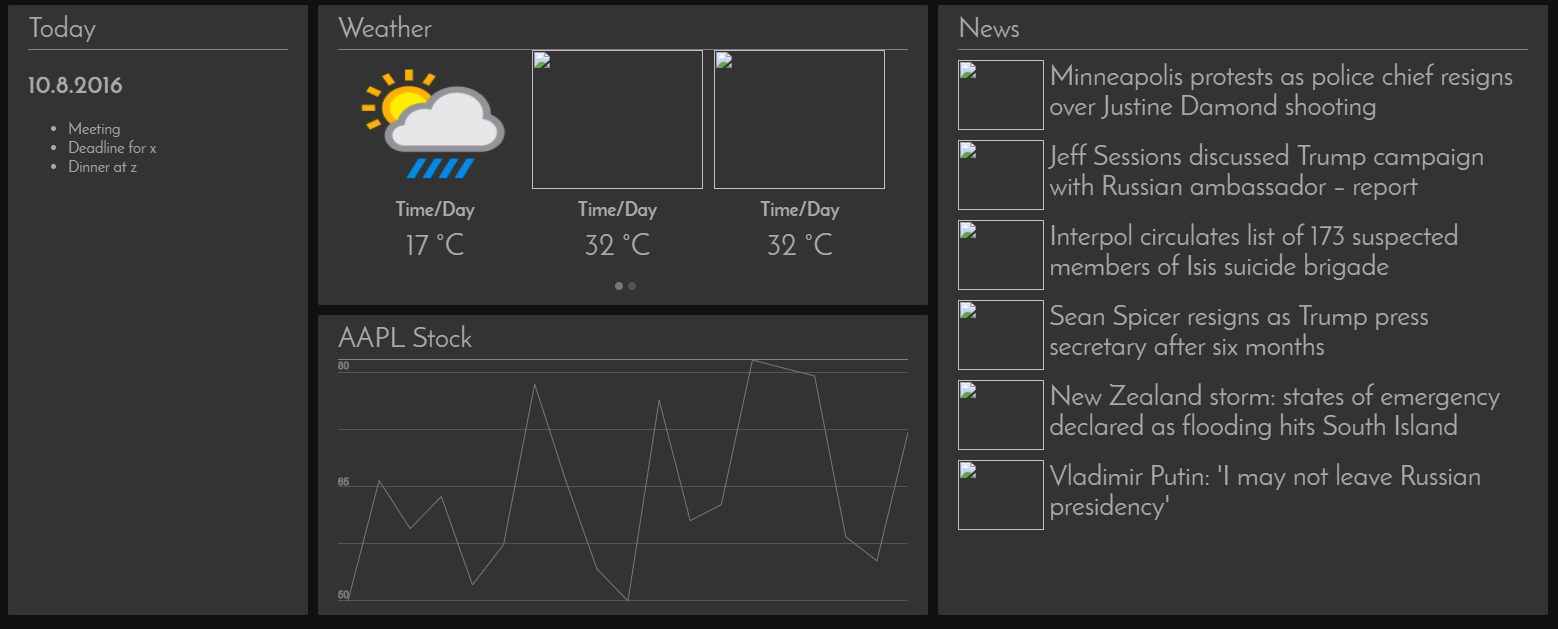 Today
10.8.2016
Meeting
Deadline for x
Dinner at z
Weather
Time/Day
17 °C
Time/Day
32 °C
Time/Day
32 °C
AAPL Stock
80
65
50
News
Minneapolis protests as police chief resigns
over Justine Damond shooting
Jeff Sessions discussed Trump campaign
with Russian ambassador – report
Interpol circulates list of 173 suspected
members of Isis suicide brigade
Sean Spicer resigns as Trump press
secretary after six months
New Zealand storm: states of emergency
declared as flooding hits South Island
Vladimir Putin: 'I may not leave Russian
presidency'